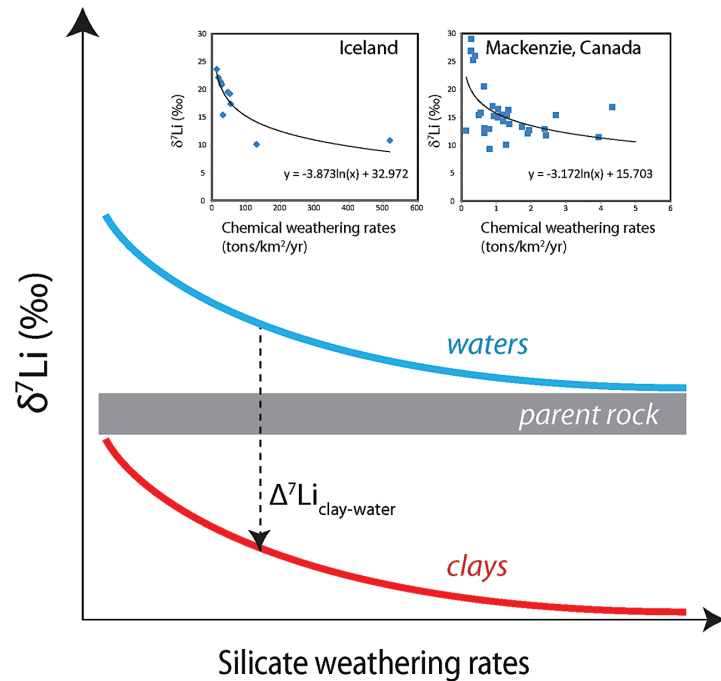 Iceland
30
25
20
15
10
5
0
δ⁷Li (‰)
y = -3.873ln(x) + 32.972
0 100 200 300 400 500 600
Chemical weathering rates
(tons/km²/yr)
Mackenzie, Canada
30
25
20
15
10
5
0
δ⁷Li (‰)
y = -3.172ln(x) + 15.703
0 1 2 3 4 5 6
Chemical weathering rates
(tons/km²/yr)
δ⁷Li (‰)
waters
parent rock
Δ⁷Li clay-water
clays
Silicate weathering rates